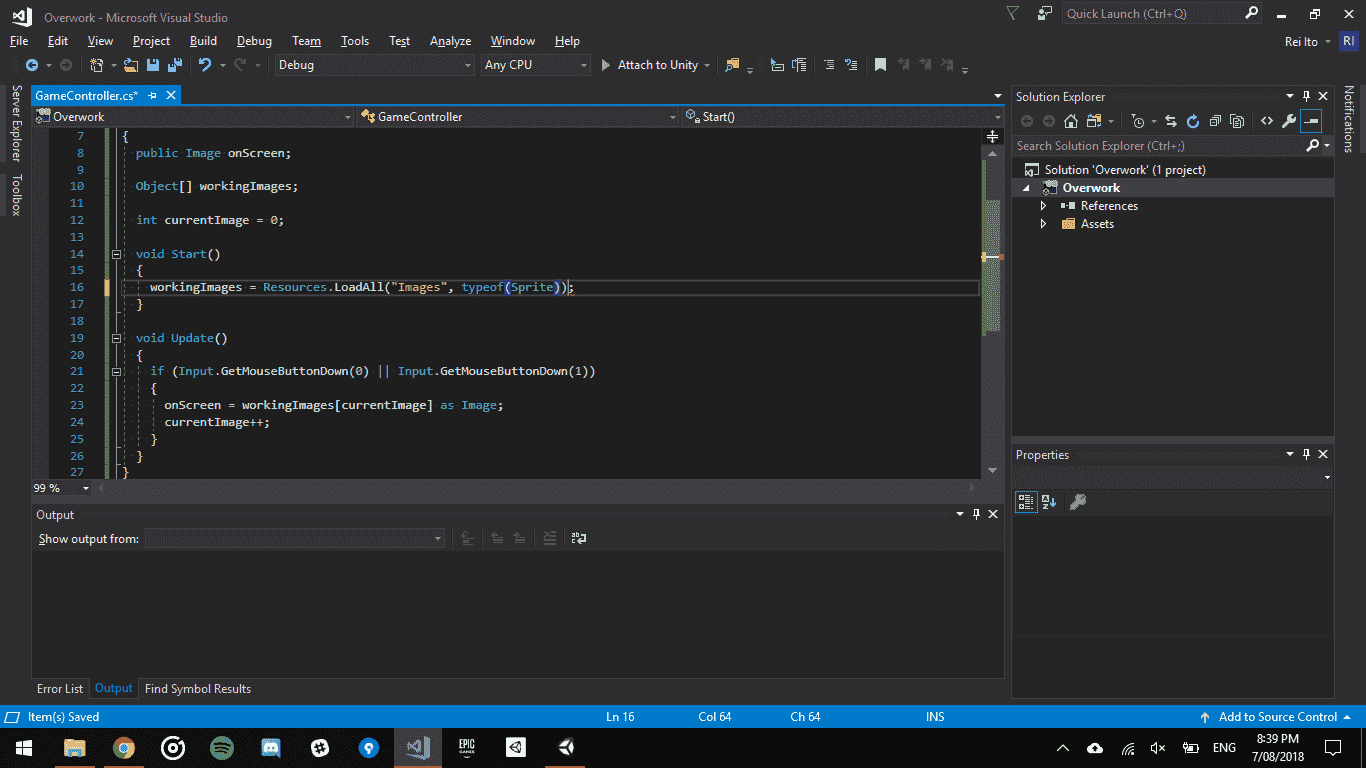 Overwork - Microsoft Visual Studio
Quick Launch (Ctrl+Q)
File Edit View Project Build Debug Team Tools Test Analyze Window Help
Rei Ito RI
Debug Any CPU Attach to Unity
Server Explorer
Toolbox
GameController.cs*
Overwork GameController Start()
7 {
8 public Image onScreen;
9
10 Object[] workingImages;
11
12 int currentImage = 0;
13
14 void Start()
15 {
16 workingImages = Resources.LoadAll("Images", typeof(Sprite));
17 }
18
19 void Update()
20 {
21 if (Input.GetMouseButtonDown(0) || Input.GetMouseButtonDown(1))
22 {
23 onScreen = workingImages[currentImage] as Image;
24 currentImage++;
25 }
26 }
27 }
99 %
Output
Show output from:
Error List Output Find Symbol Results
Solution Explorer
Search Solution Explorer (Ctrl+;)
Solution 'Overwork' (1 project)
Overwork
References
Assets
Properties
Notifications
Item(s) Saved Ln 16 Col 64 Ch 64 INS Add to Source Control
EPIC
GAMES
ENG
8:39 PM
7/08/2018